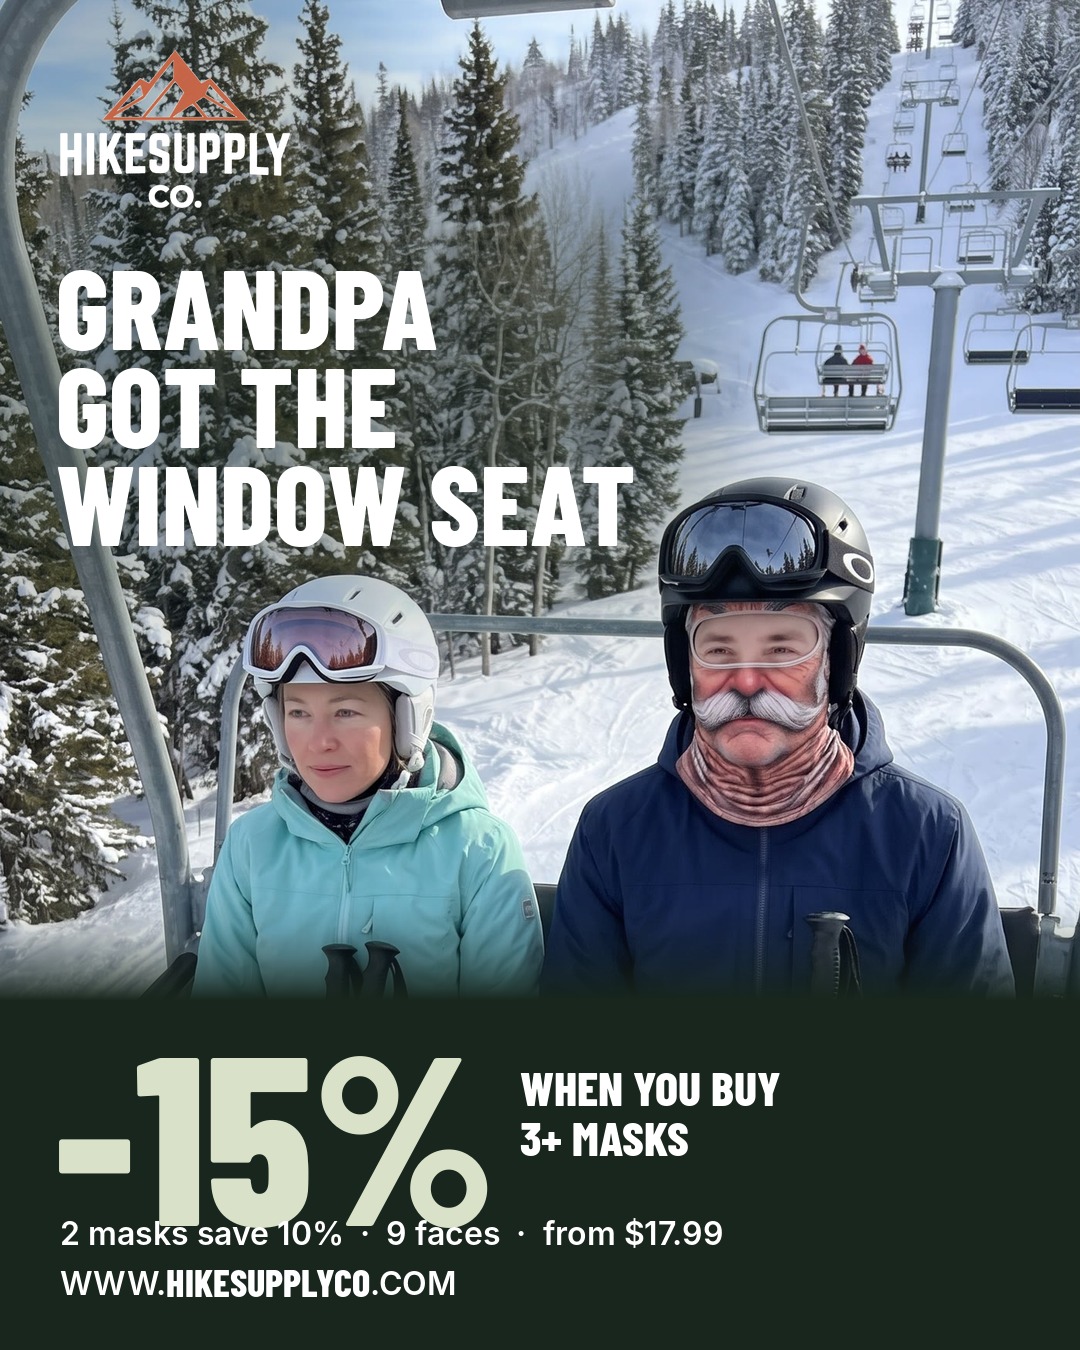 HIKESUPPLY
CO.
GRANDPA
GOT THE
WINDOW SEAT
-15%
WHEN YOU BUY
3+ MASKS
2 masks save 10% · 9 faces · from $17.99
WWW.HIKESUPPLYCO.COM